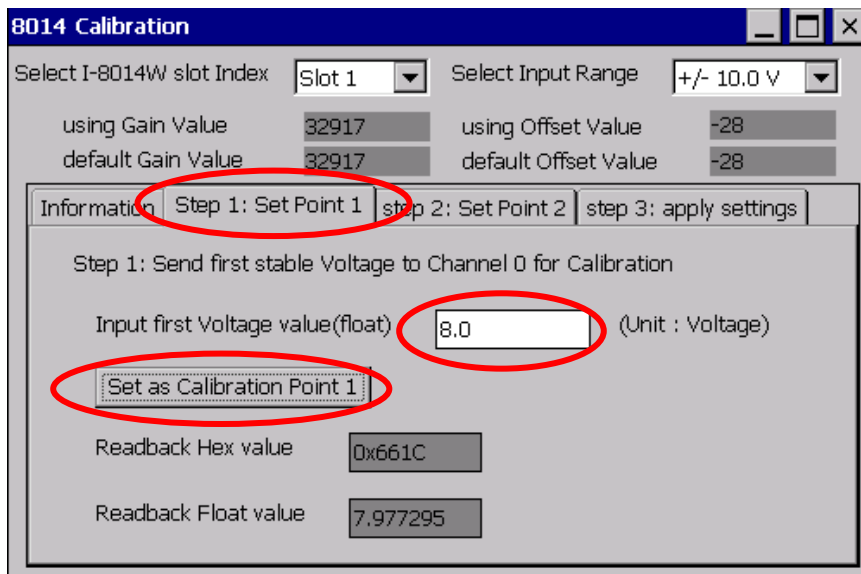 8014 Calibration
Select I-8014W slot Index Slot 1 Select Input Range +/- 10.0 V
using Gain Value 32917 using Offset Value -28
default Gain Value 32917 default Offset Value -28
Information Step 1: Set Point 1 step 2: Set Point 2 step 3: apply settings
Step 1: Send first stable Voltage to Channel 0 for Calibration
Input first Voltage value(float) 8.0 (Unit : Voltage)
Set as Calibration Point 1
Readback Hex value 0x661C
Readback Float value 7.977295